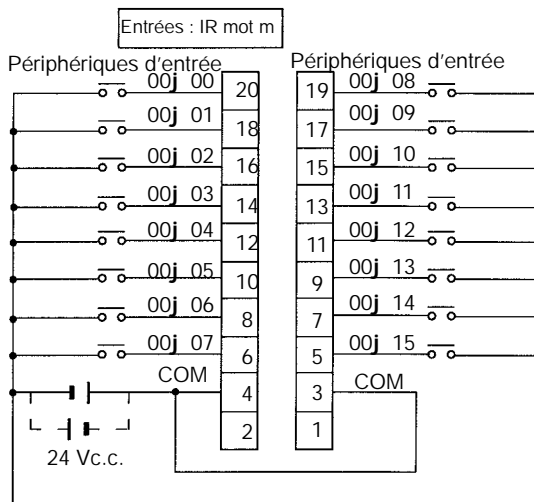 Entrées : IR mot m
Périphériques d'entrée Périphériques d'entrée
00j 00 20 19 00j 08
00j 01 18 17 00j 09
00j 02 16 15 00j 10
00j 03 14 13 00j 11
00j 04 12 11 00j 12
00j 05 10 9 00j 13
00j 06 8 7 00j 14
00j 07 6 5 00j 15
COM 4 3 COM
2 1
24 Vc.c.